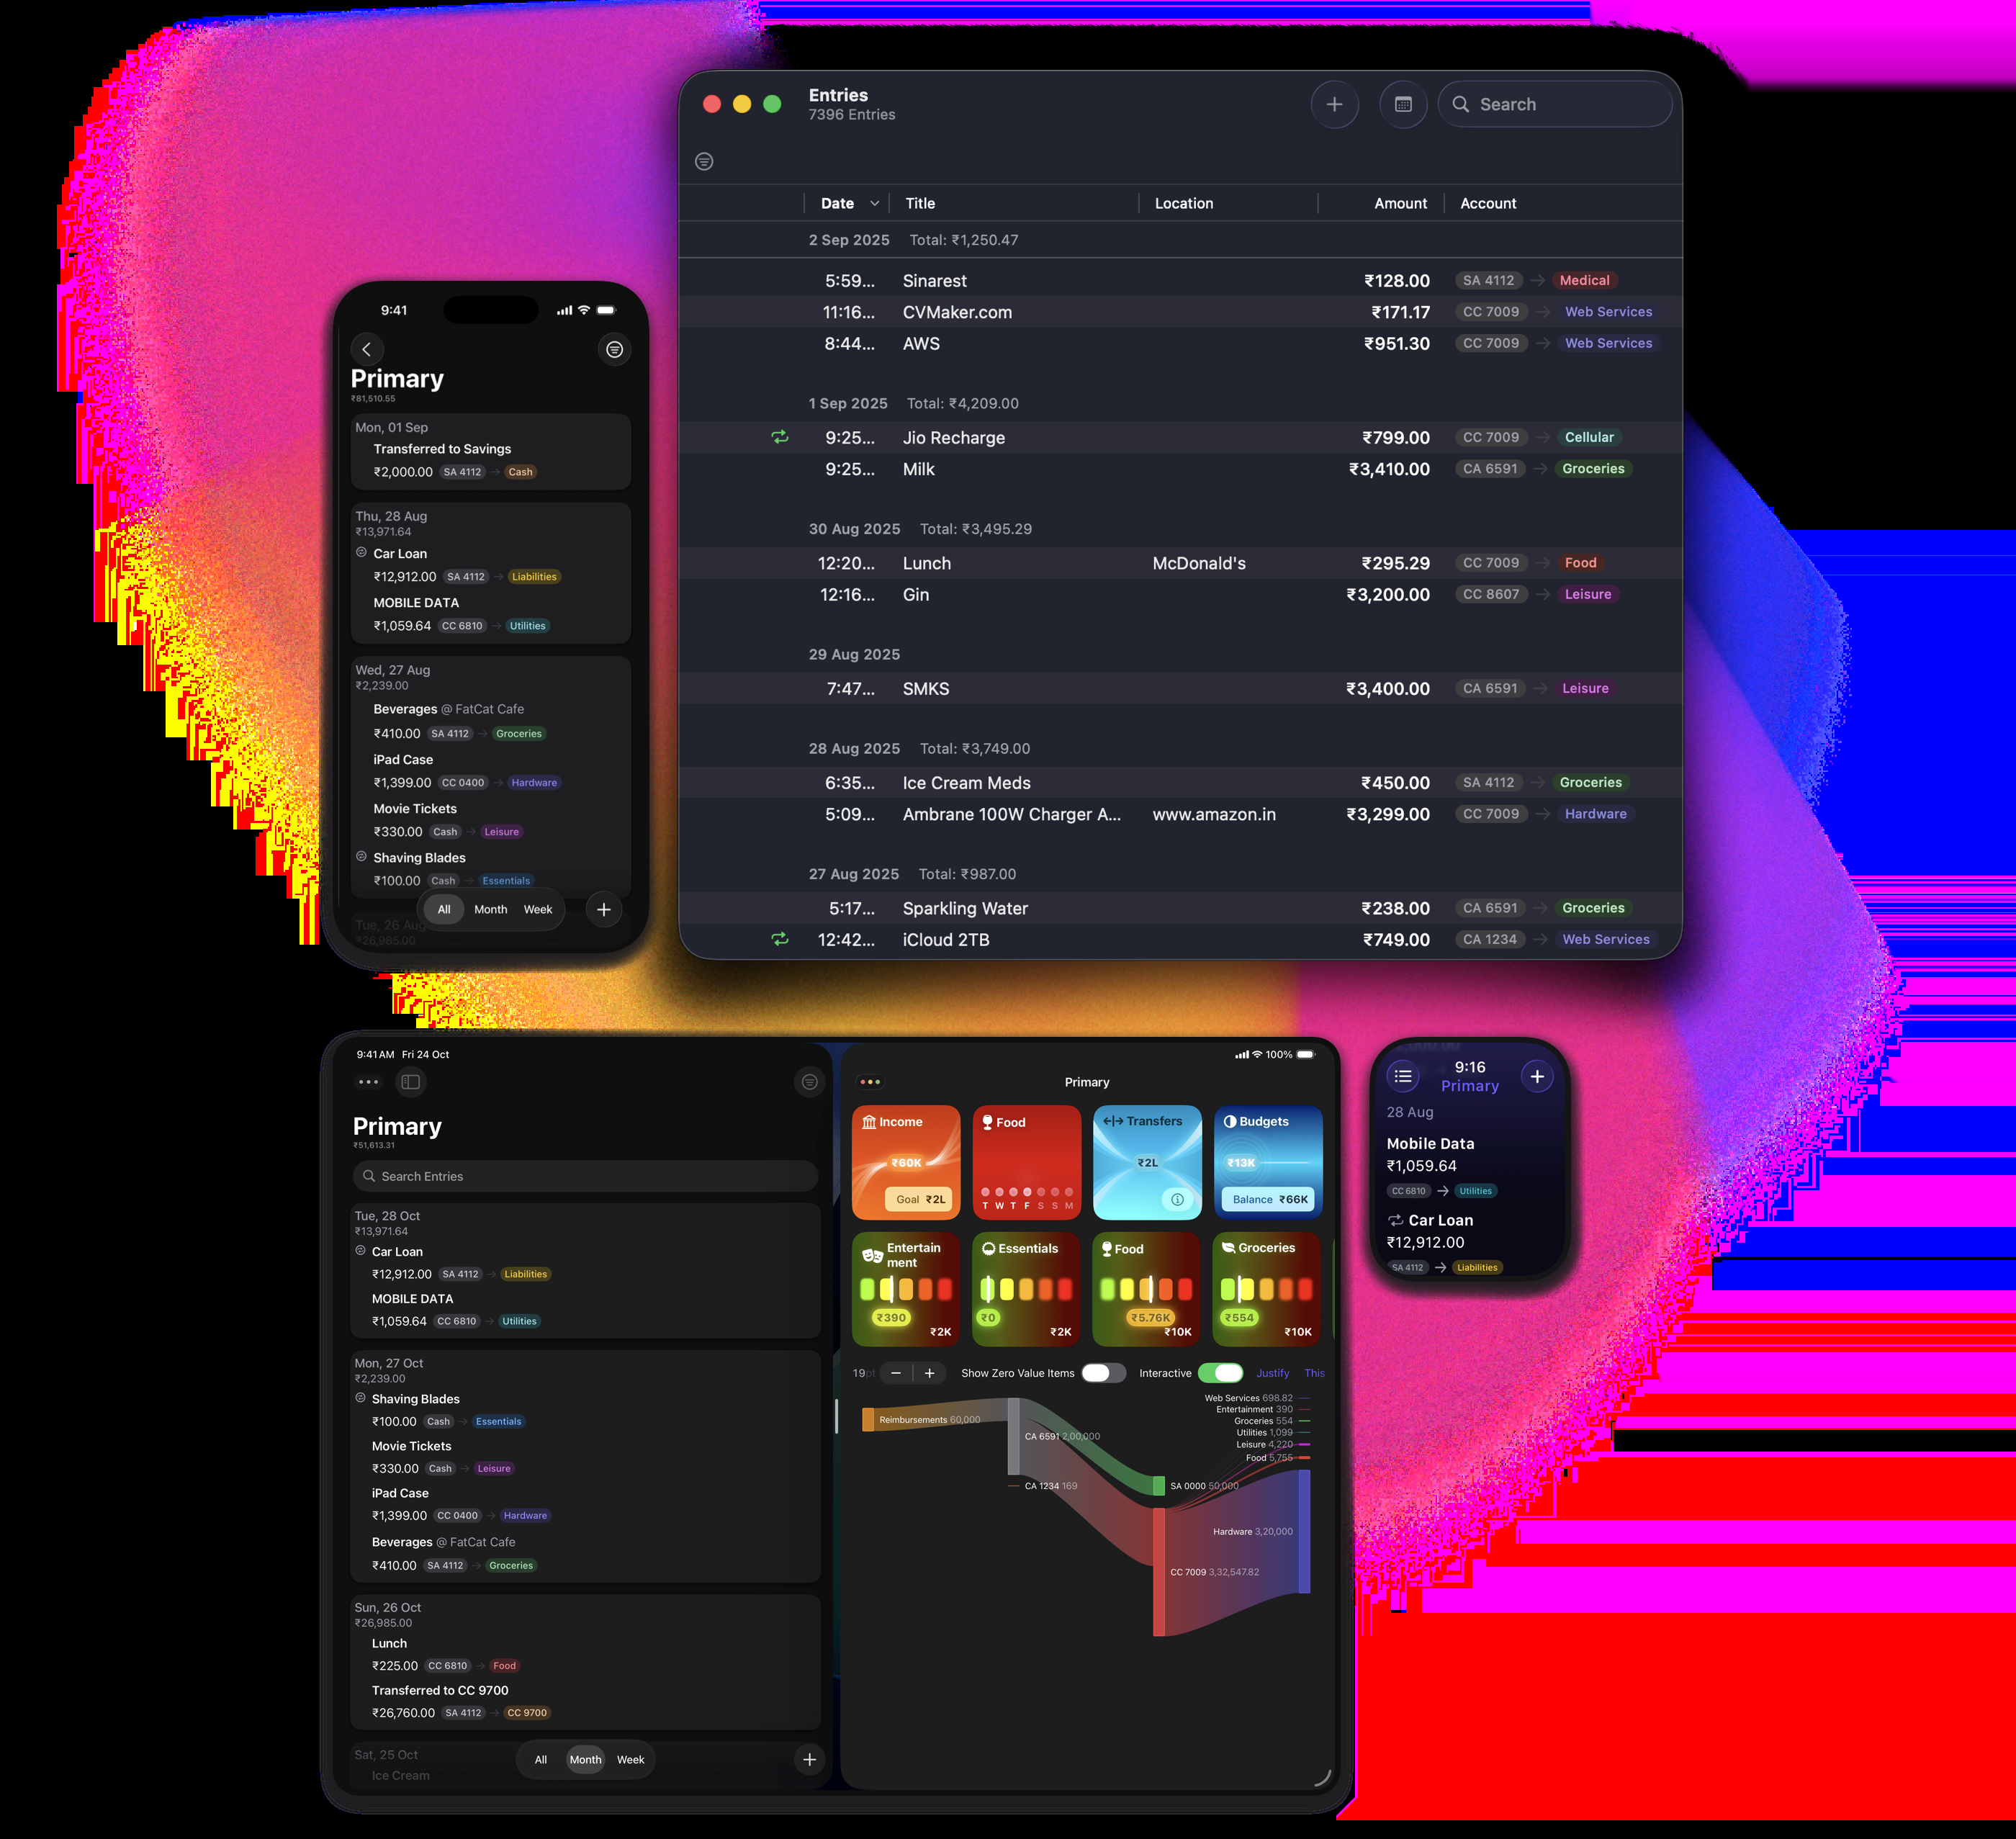 Entries
7396 Entries
Search
Date Title Location Amount Account
2 Sep 2025 Total: ₹1,250.47
5:59... Sinarest ₹128.00 SA 4112 → Medical
11:16... CVMaker.com ₹171.17 CC 7009 → Web Services
8:44... AWS ₹951.30 CC 7009 → Web Services
1 Sep 2025 Total: ₹4,209.00
9:25... Jio Recharge ₹799.00 CC 7009 → Cellular
9:25... Milk ₹3,410.00 CA 6591 → Groceries
30 Aug 2025 Total: ₹3,495.29
12:20... Lunch McDonald's ₹295.29 CC 7009 → Food
12:16... Gin ₹3,200.00 CC 8607 → Leisure
29 Aug 2025
7:47... SMKS ₹3,400.00 CA 6591 → Leisure
28 Aug 2025 Total: ₹3,749.00
6:35... Ice Cream Meds ₹450.00 SA 4112 → Groceries
5:09... Ambrane 100W Charger A... www.amazon.in ₹3,299.00 CC 7009 → Hardware
27 Aug 2025 Total: ₹987.00
5:17... Sparkling Water ₹238.00 CA 6591 → Groceries
12:42... iCloud 2TB ₹749.00 CA 1234 → Web Services
9:41
Primary
₹81,510.55
Mon, 01 Sep
Transferred to Savings
₹2,000.00 SA 4112 → Cash
Thu, 28 Aug
₹13,971.64
Car Loan
₹12,912.00 SA 4112 → Liabilities
MOBILE DATA
₹1,059.64 CC 6810 → Utilities
Wed, 27 Aug
₹2,239.00
Beverages @ FatCat Cafe
₹410.00 SA 4112 → Groceries
iPad Case
₹1,399.00 CC 0400 → Hardware
Movie Tickets
₹330.00 Cash → Leisure
Shaving Blades
₹100.00 Cash → Essentials
All Month Week
Tue, 26 Aug
₹26,985.00
9:41 AM Fri 24 Oct
Primary
₹51,613.31
Search Entries
Tue, 28 Oct
₹13,971.64
Car Loan
₹12,912.00 SA 4112 → Liabilities
MOBILE DATA
₹1,059.64 CC 6810 → Utilities
Mon, 27 Oct
₹2,239.00
Shaving Blades
₹100.00 Cash → Essentials
Movie Tickets
₹330.00 Cash → Leisure
iPad Case
₹1,399.00 CC 0400 → Hardware
Beverages @ FatCat Cafe
₹410.00 SA 4112 → Groceries
Sun, 26 Oct
₹26,985.00
Lunch
₹225.00 CC 6810 → Food
Transferred to CC 9700
₹26,760.00 SA 4112 → CC 9700
Sat, 25 Oct
Ice Cream
All Month Week
100%
Primary
Income
₹60K
Goal ₹2L
Food
T W T F S S M
Transfers
₹2L
Budgets
₹13K
Balance ₹66K
Entertain
ment
₹390
₹2K
Essentials
₹0
₹2K
Food
₹5.76K
₹10K
Groceries
₹554
₹10K
19pt Show Zero Value Items Interactive Justify This
Web Services 698.82
Entertainment 390
Groceries 554
Utilities 1,099
Leisure 4,220
Food 5,755
Reimbursements 60,000
CA 6591 2,00,000
CA 1234 169
SA 0000 50,000
Hardware 3,20,000
CC 7009 3,32,547.82
9:16
Primary
28 Aug
Mobile Data
₹1,059.64
CC 6810 → Utilities
Car Loan
₹12,912.00
SA 4112 → Liabilities